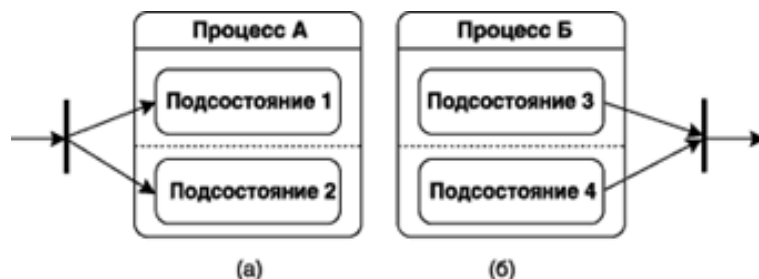 Процесс А
Процесс Б
Подсостояние 1
Подсостояние 3
Подсостояние 2
Подсостояние 4
(а)
(б)